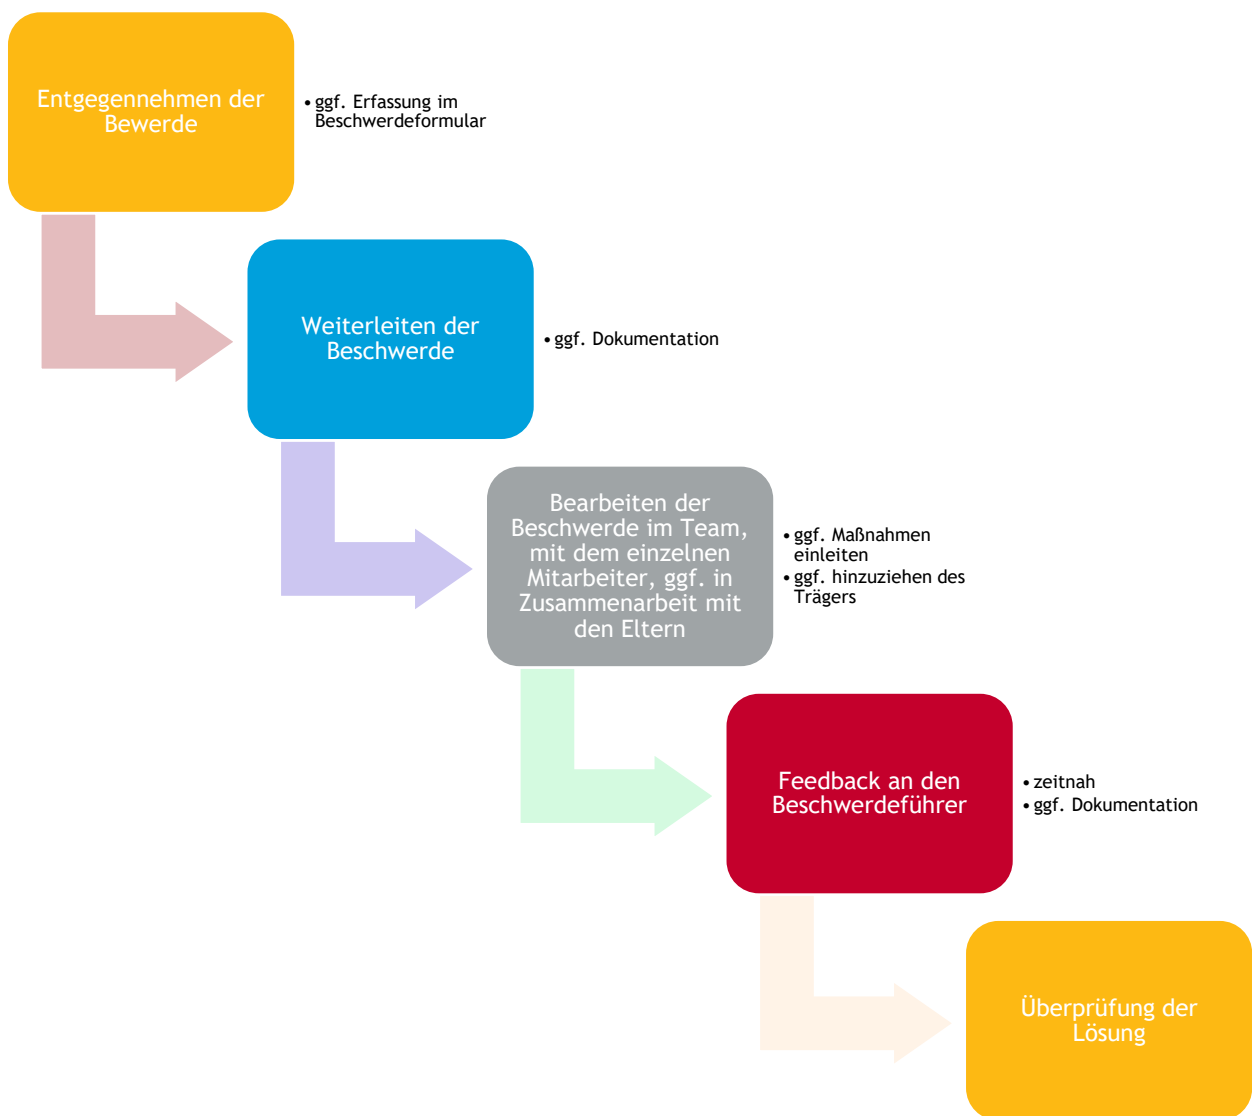 Entgegennehmen der
Bewerde
• ggf. Erfassung im
Beschwerdeformular
Weiterleiten der
Beschwerde
• ggf. Dokumentation
Bearbeiten der
Beschwerde im Team,
mit dem einzelnen
Mitarbeiter, ggf. in
Zusammenarbeit mit
den Eltern
• ggf. Maßnahmen
einleiten
• ggf. hinzuziehen des
Trägers
Feedback an den
Beschwerdeführer
• zeitnah
• ggf. Dokumentation
Überprüfung der
Lösung